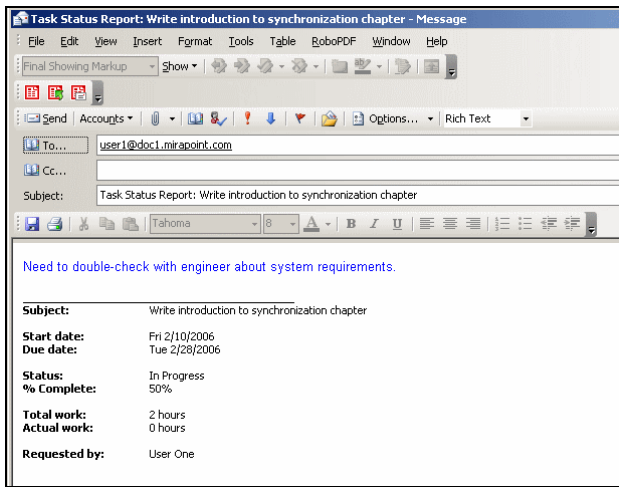 Task Status Report: Write introduction to synchronization chapter - Message
File Edit View Insert Format Tools Table RoboPDF Window Help
Final Showing Markup Show
Send Accounts Options... Rich Text
To... user1@doc1.mirapoint.com
Cc...
Subject: Task Status Report: Write introduction to synchronization chapter
Tahoma 8 A B I U
Need to double-check with engineer about system requirements.
Subject: Write introduction to synchronization chapter
Start date: Fri 2/10/2006
Due date: Tue 2/28/2006
Status: In Progress
% Complete: 50%
Total work: 2 hours
Actual work: 0 hours
Requested by: User One